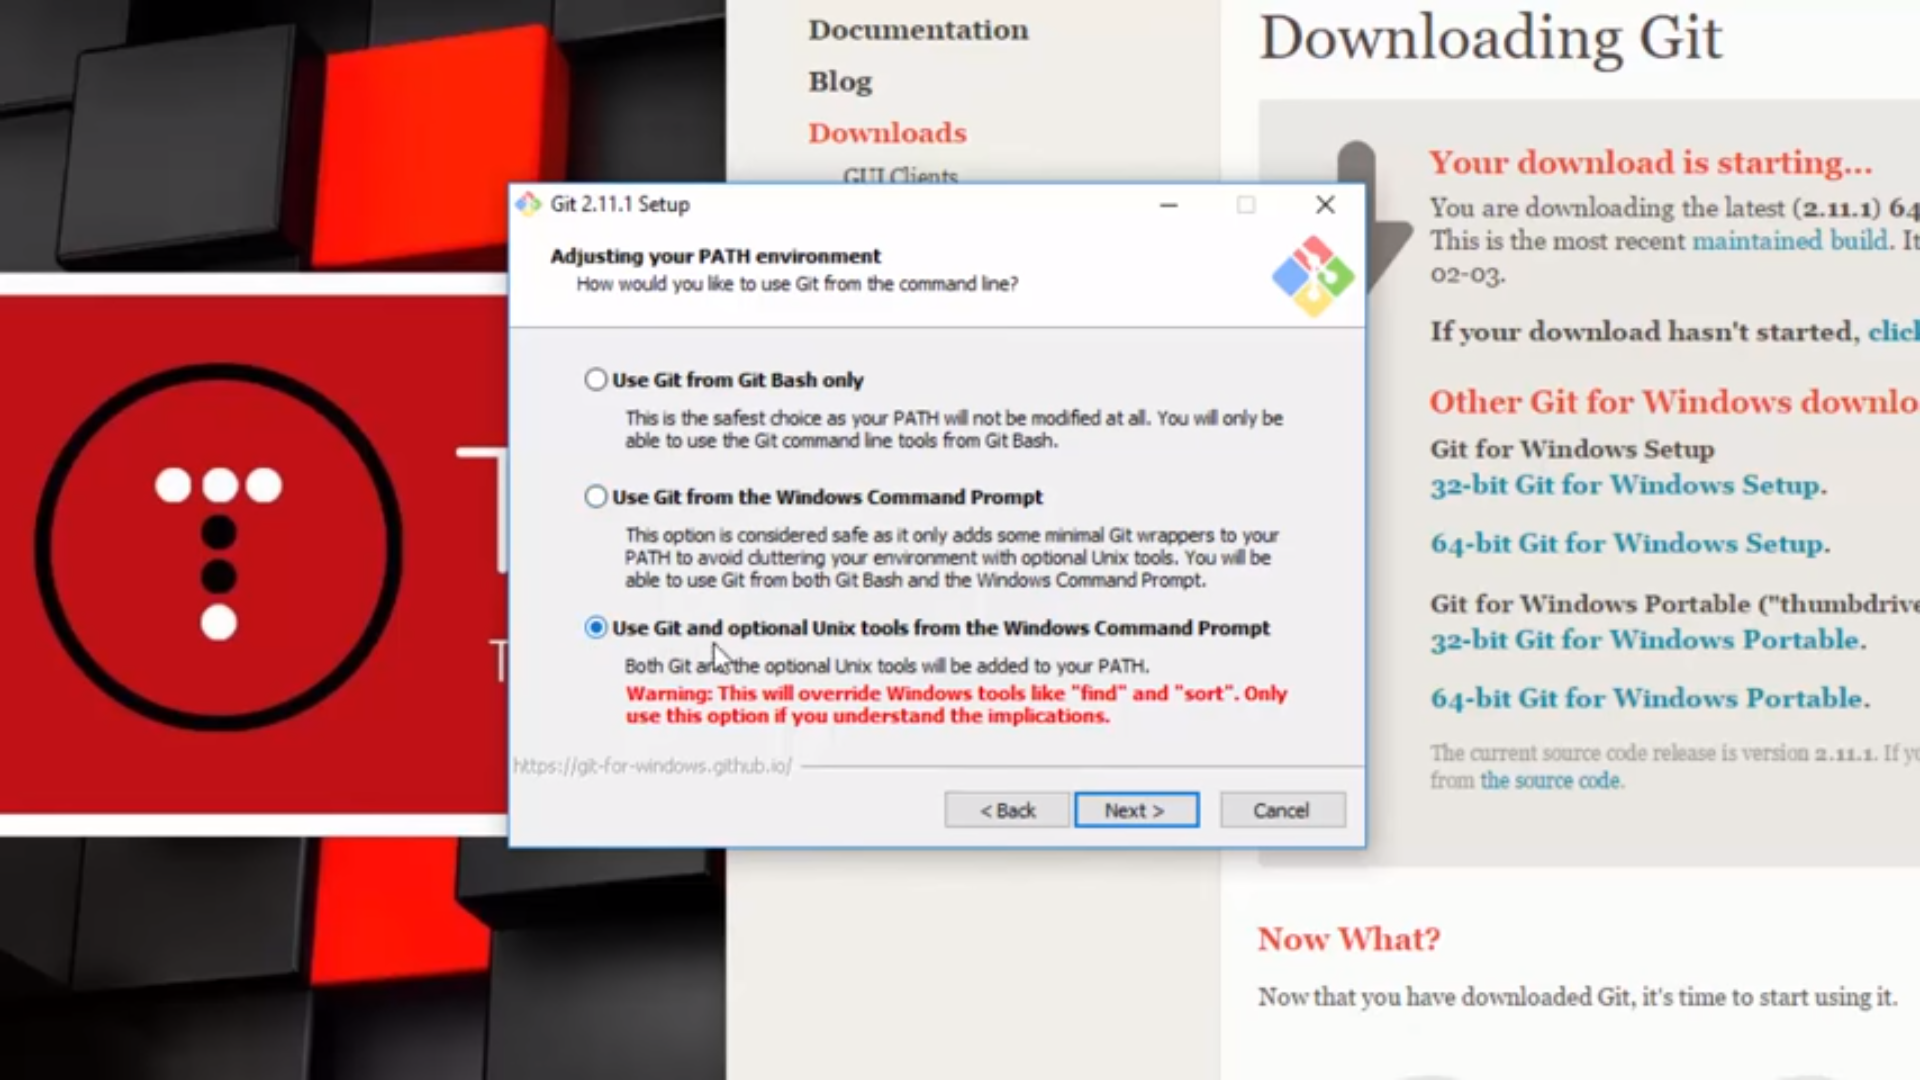 Documentation
Blog
Downloads
GUI Clients
Downloading Git
Your download is starting...
You are downloading the latest (2.11.1) 64
This is the most recent maintained build. It
02-03.
If your download hasn't started, click
Other Git for Windows downlo
Git for Windows Setup
32-bit Git for Windows Setup.
64-bit Git for Windows Setup.
Git for Windows Portable ("thumbdrive
32-bit Git for Windows Portable.
64-bit Git for Windows Portable.
The current source code release is version 2.11.1. If yo
from the source code.
Now What?
Now that you have downloaded Git, it's time to start using it.
Git 2.11.1 Setup
Adjusting your PATH environment
How would you like to use Git from the command line?
Use Git from Git Bash only
This is the safest choice as your PATH will not be modified at all. You will only be
able to use the Git command line tools from Git Bash.
Use Git from the Windows Command Prompt
This option is considered safe as it only adds some minimal Git wrappers to your
PATH to avoid cluttering your environment with optional Unix tools. You will be
able to use Git from both Git Bash and the Windows Command Prompt.
Use Git and optional Unix tools from the Windows Command Prompt
Both Git and the optional Unix tools will be added to your PATH.
Warning: This will override Windows tools like "find" and "sort". Only
use this option if you understand the implications.
https://git-for-windows.github.io/
< Back
Next >
Cancel
T
T